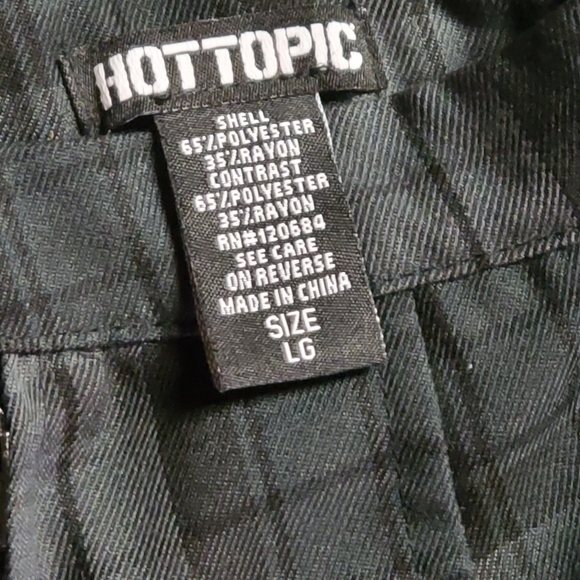 HOTTOPIC
SHELL
65%POLYESTER
35%RAYON
CONTRAST
65%POLYESTER
35%RAYON
RN#120684
SEE CARE
ON REVERSE
MADE IN CHINA
SIZE
LG